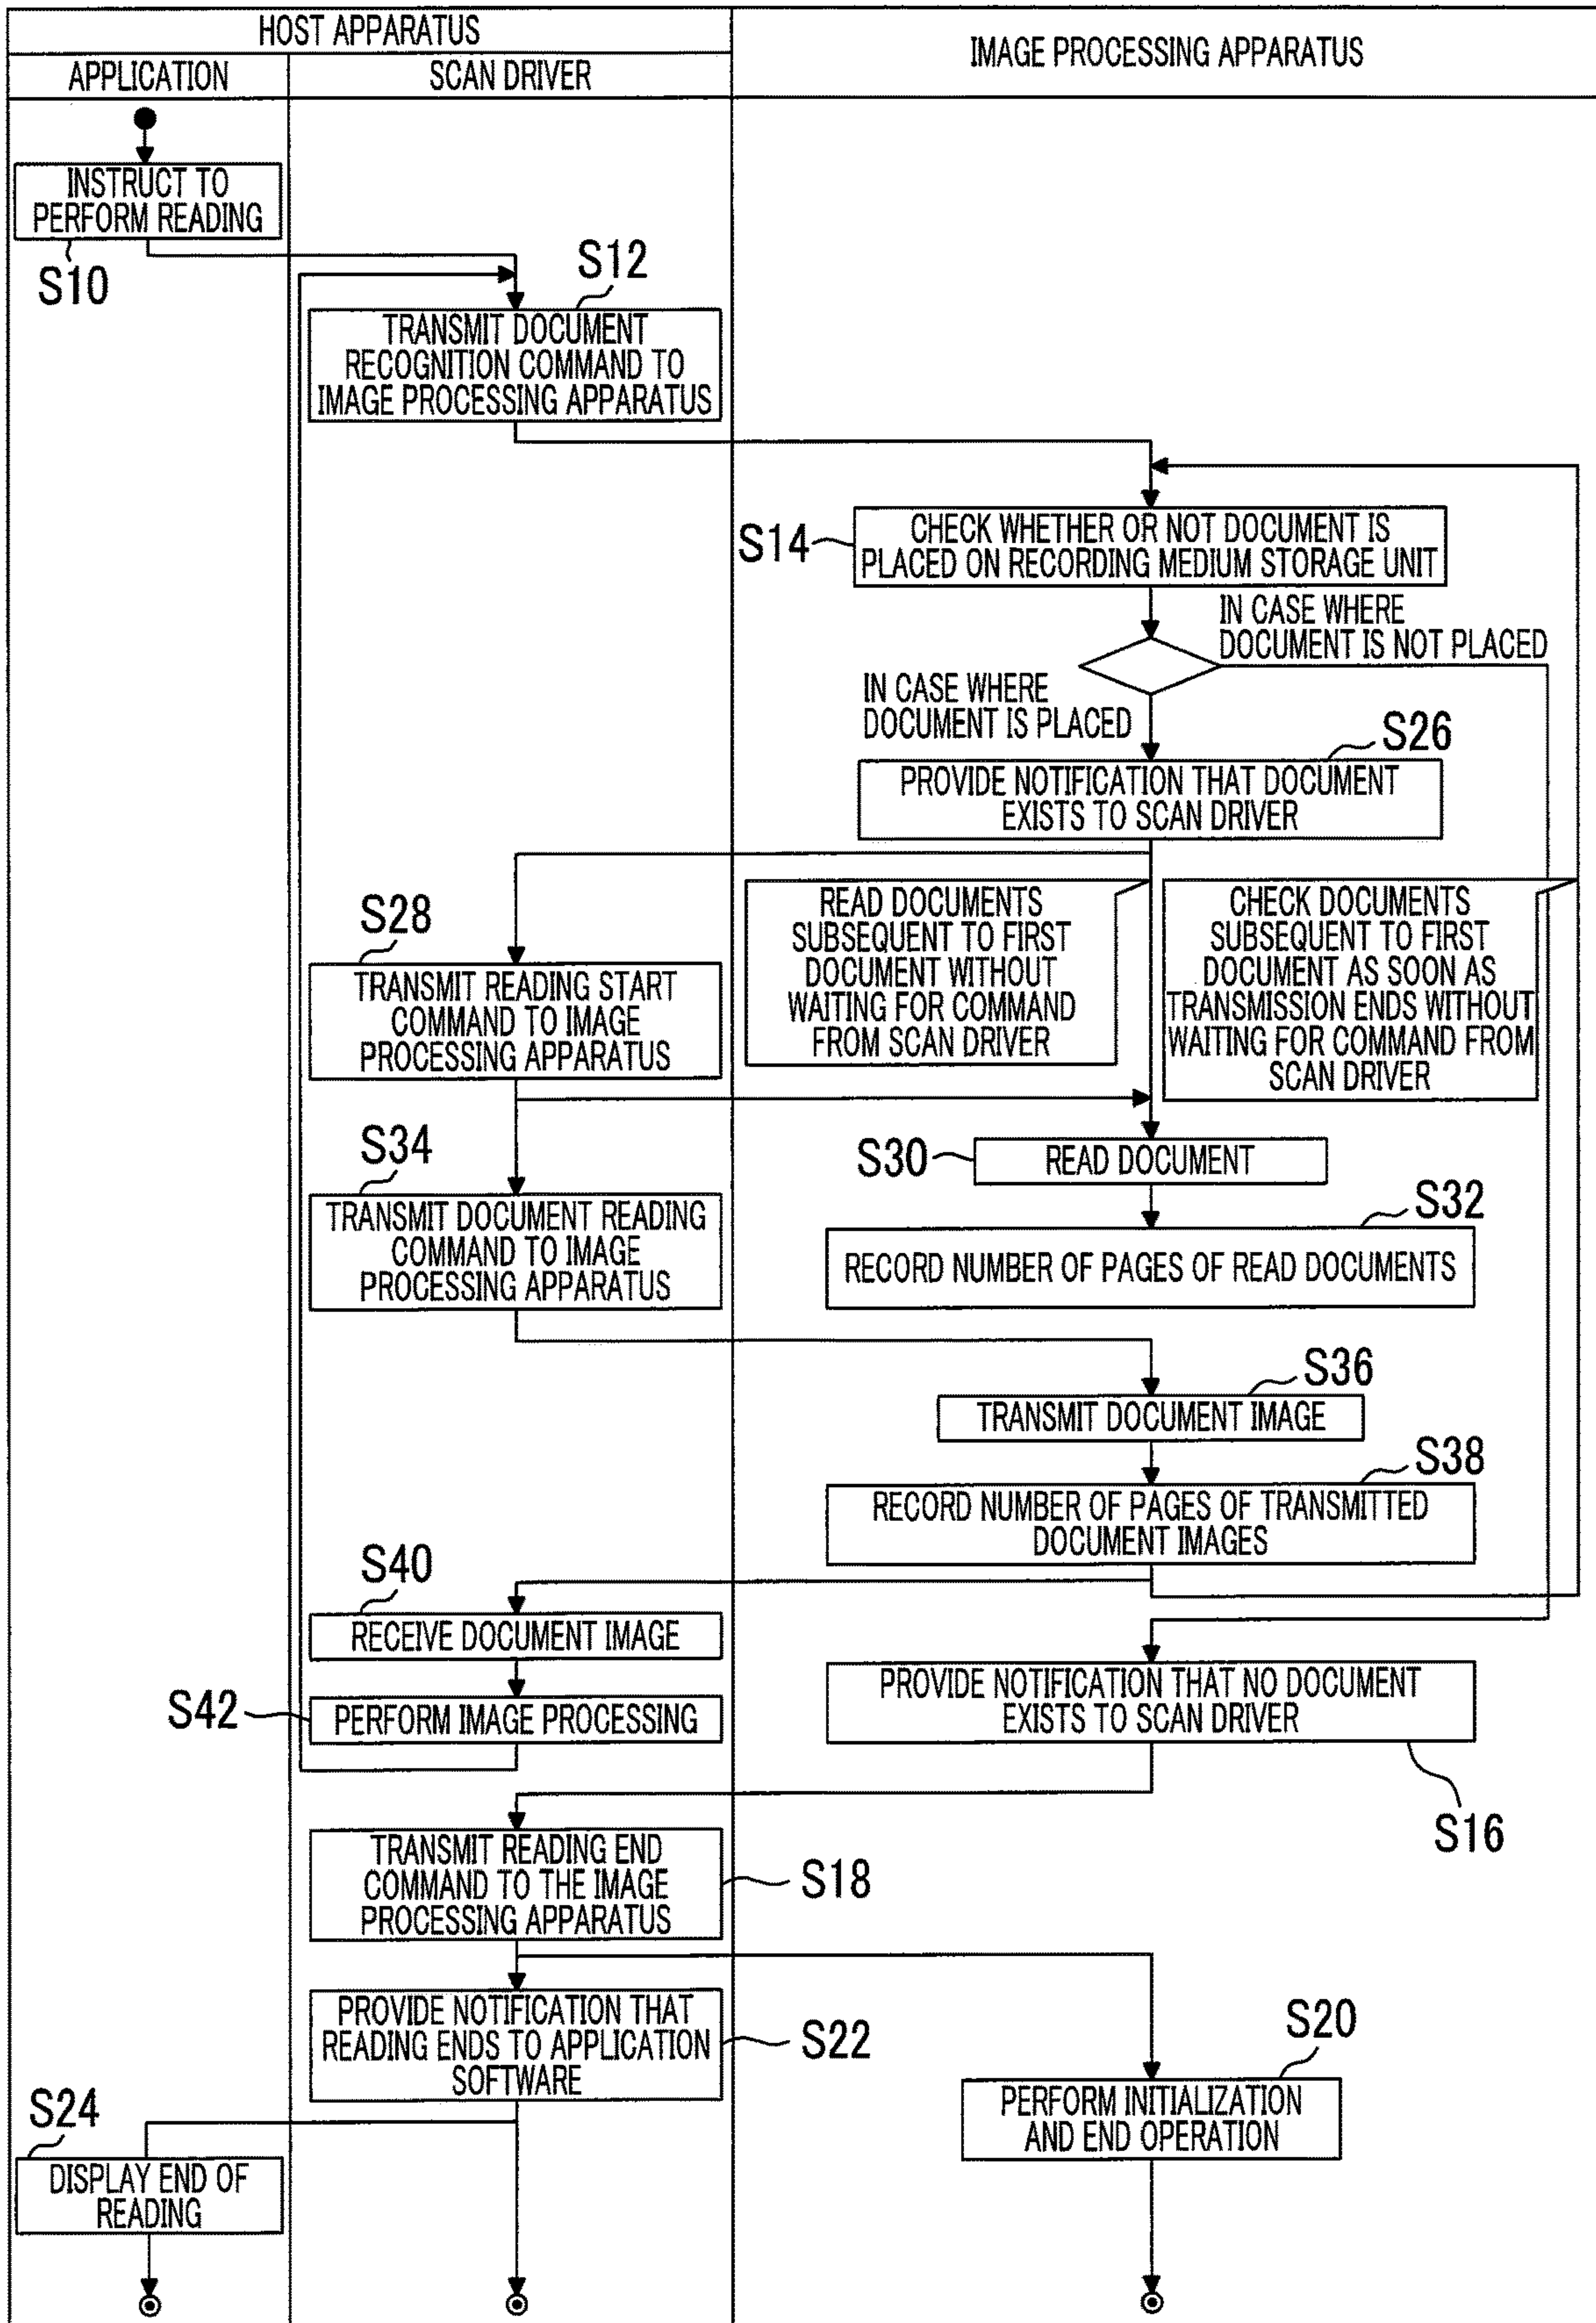 HOST APPARATUS
IMAGE PROCESSING APPARATUS
APPLICATION
SCAN DRIVER
INSTRUCT TO
PERFORM READING
S10
S12
TRANSMIT DOCUMENT
RECOGNITION COMMAND TO
IMAGE PROCESSING APPARATUS
S14
CHECK WHETHER OR NOT DOCUMENT IS
PLACED ON RECORDING MEDIUM STORAGE UNIT
IN CASE WHERE
DOCUMENT IS NOT PLACED
IN CASE WHERE
DOCUMENT IS PLACED
S26
PROVIDE NOTIFICATION THAT DOCUMENT
EXISTS TO SCAN DRIVER
READ DOCUMENTS
SUBSEQUENT TO FIRST
DOCUMENT WITHOUT
WAITING FOR COMMAND
FROM SCAN DRIVER
CHECK DOCUMENTS
SUBSEQUENT TO FIRST
DOCUMENT AS SOON AS
TRANSMISSION ENDS WITHOUT
WAITING FOR COMMAND FROM
SCAN DRIVER
S28
TRANSMIT READING START
COMMAND TO IMAGE
PROCESSING APPARATUS
S30
READ DOCUMENT
S34
TRANSMIT DOCUMENT READING
COMMAND TO IMAGE
PROCESSING APPARATUS
S32
RECORD NUMBER OF PAGES OF READ DOCUMENTS
S36
TRANSMIT DOCUMENT IMAGE
S38
RECORD NUMBER OF PAGES OF TRANSMITTED
DOCUMENT IMAGES
S40
RECEIVE DOCUMENT IMAGE
S42
PERFORM IMAGE PROCESSING
PROVIDE NOTIFICATION THAT NO DOCUMENT
EXISTS TO SCAN DRIVER
S16
TRANSMIT READING END
COMMAND TO THE IMAGE
PROCESSING APPARATUS
S18
PROVIDE NOTIFICATION THAT
READING ENDS TO APPLICATION
SOFTWARE
S22
S20
PERFORM INITIALIZATION
AND END OPERATION
S24
DISPLAY END OF
READING